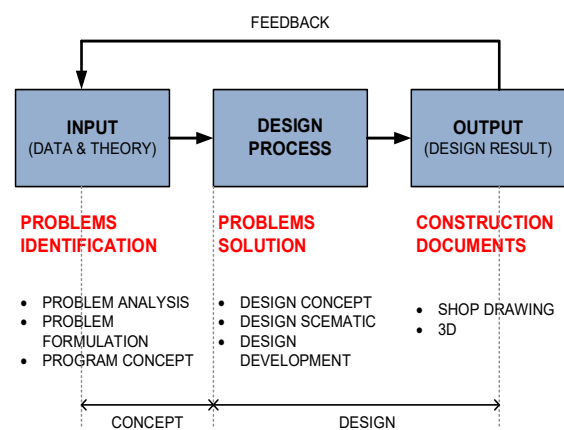 FEEDBACK
INPUT
(DATA & THEORY)
DESIGN
PROCESS
OUTPUT
(DESIGN RESULT)
PROBLEMS
IDENTIFICATION
PROBLEMS
SOLUTION
CONSTRUCTION
DOCUMENTS
• PROBLEM ANALYSIS
• PROBLEM
FORMULATION
• PROGRAM CONCEPT
• DESIGN CONCEPT
• DESIGN SCEMATIC
• DESIGN
DEVELOPMENT
• SHOP DRAWING
• 3D
CONCEPT
DESIGN